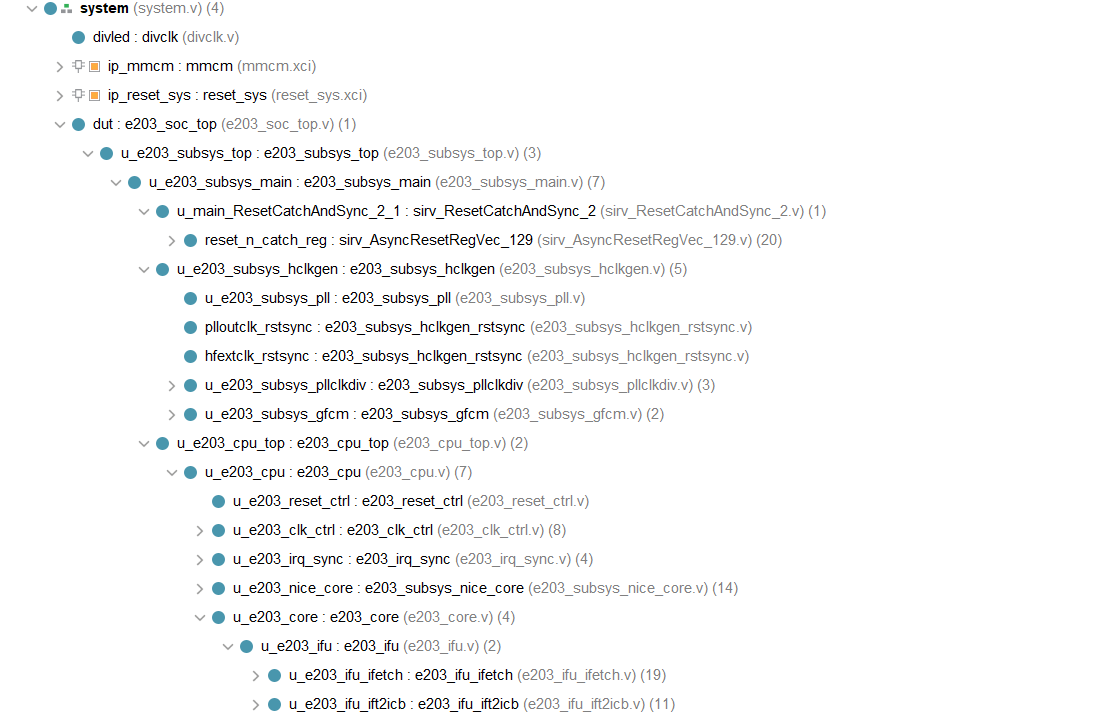 system (system.v) (4)
divled : divclk (divclk.v)
ip_mmcm : mmcm (mmcm.xci)
ip_reset_sys : reset_sys (reset_sys.xci)
dut : e203_soc_top (e203_soc_top.v) (1)
u_e203_subsys_top : e203_subsys_top (e203_subsys_top.v) (3)
u_e203_subsys_main : e203_subsys_main (e203_subsys_main.v) (7)
u_main_ResetCatchAndSync_2_1 : sirv_ResetCatchAndSync_2 (sirv_ResetCatchAndSync_2.v) (1)
reset_n_catch_reg : sirv_AsyncResetRegVec_129 (sirv_AsyncResetRegVec_129.v) (20)
u_e203_subsys_hclkgen : e203_subsys_hclkgen (e203_subsys_hclkgen.v) (5)
u_e203_subsys_pll : e203_subsys_pll (e203_subsys_pll.v)
plloutclk_rstsync : e203_subsys_hclkgen_rstsync (e203_subsys_hclkgen_rstsync.v)
hfextclk_rstsync : e203_subsys_hclkgen_rstsync (e203_subsys_hclkgen_rstsync.v)
u_e203_subsys_pllclkdiv : e203_subsys_pllclkdiv (e203_subsys_pllclkdiv.v) (3)
u_e203_subsys_gfcm : e203_subsys_gfcm (e203_subsys_gfcm.v) (2)
u_e203_cpu_top : e203_cpu_top (e203_cpu_top.v) (2)
u_e203_cpu : e203_cpu (e203_cpu.v) (7)
u_e203_reset_ctrl : e203_reset_ctrl (e203_reset_ctrl.v)
u_e203_clk_ctrl : e203_clk_ctrl (e203_clk_ctrl.v) (8)
u_e203_irq_sync : e203_irq_sync (e203_irq_sync.v) (4)
u_e203_nice_core : e203_subsys_nice_core (e203_subsys_nice_core.v) (14)
u_e203_core : e203_core (e203_core.v) (4)
u_e203_ifu : e203_ifu (e203_ifu.v) (2)
u_e203_ifu_ifetch : e203_ifu_ifetch (e203_ifu_ifetch.v) (19)
u_e203_ifu_ift2icb : e203_ifu_ift2icb (e203_ifu_ift2icb.v) (11)